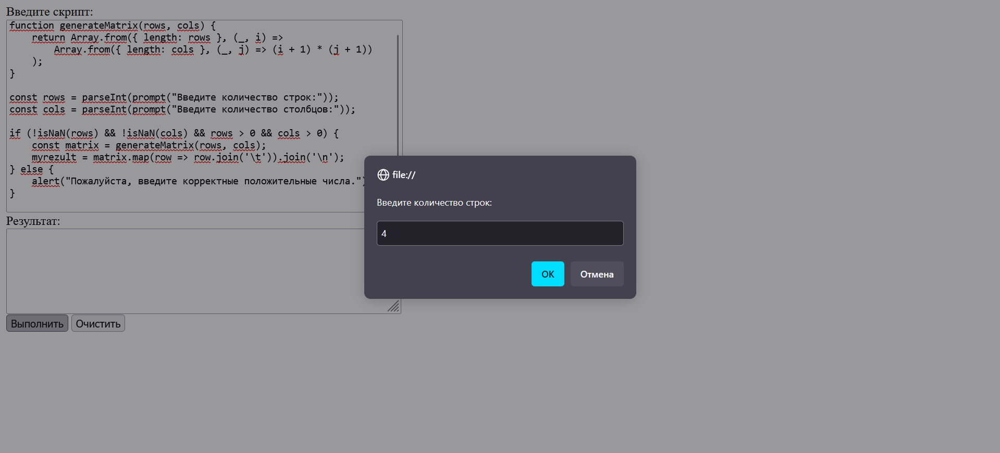 Введите скрипт:
function generateMatrix(rows, cols) {
    return Array.from({ length: rows }, (_, i) =>
        Array.from({ length: cols }, (_, j) => (i + 1) * (j + 1))
    );
}
const rows = parseInt(prompt("Введите количество строк:"));
const cols = parseInt(prompt("Введите количество столбцов:"));
if (!isNaN(rows) && !isNaN(cols) && rows > 0 && cols > 0) {
    const matrix = generateMatrix(rows, cols);
    myrezult = matrix.map(row => row.join('\t')).join('\n');
} else {
    alert("Пожалуйста, введите корректные положительные числа.")
}
Результат:
Выполнить Очистить
file://
Введите количество строк:
4
ОК Отмена